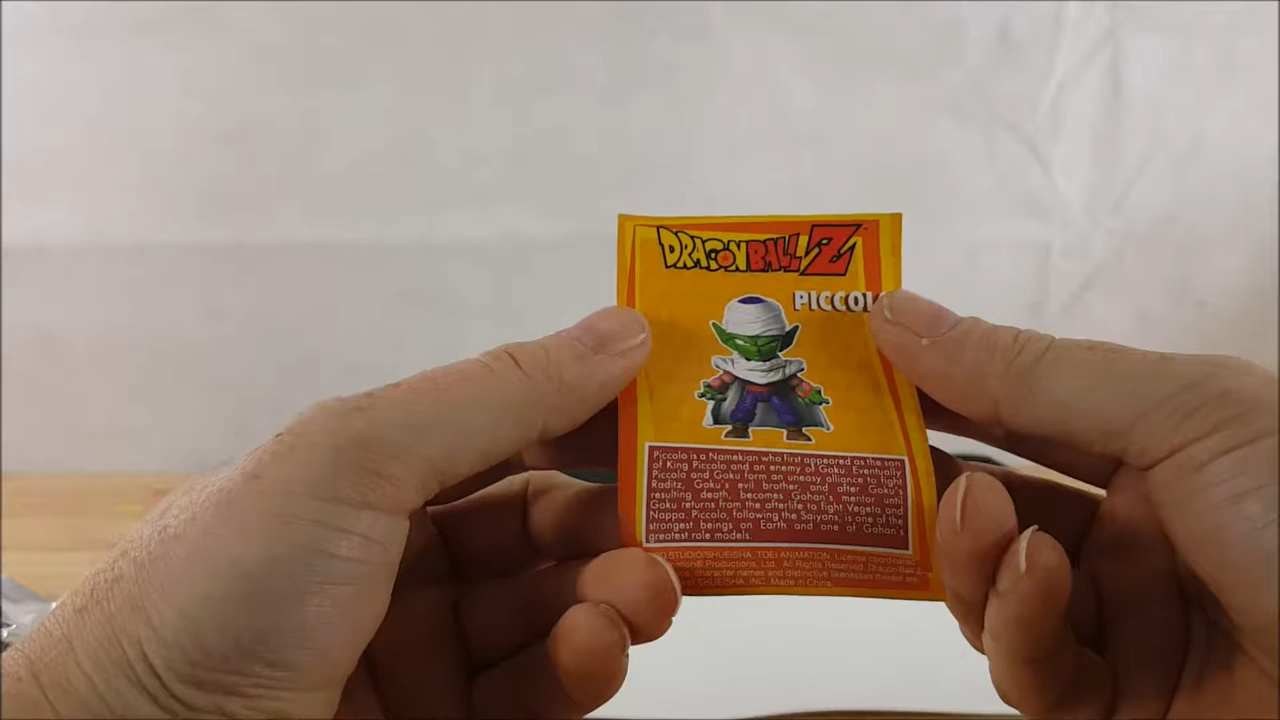 DRAGON BALL Z
PICCOL
Piccolo is a Namekian who first appeared as the son
of King Piccolo and an enemy of Goku. Eventually
Piccolo and Goku form an uneasy alliance to fight
Raditz, Goku's evil brother, and after Goku's
resulting death, becomes Gohan's mentor until
Goku returns from the afterlife to fight Vegeta and
Nappa. Piccolo, following the Saiyans, is one of the
strongest beings on Earth and one of Gohan's
greatest role models.
STUDIO/SHUEISHA, TOEI ANIMATION. License coordinated
Productions, Ltd. All Rights Reserved. Dragon Ball Z
character names and distinctive likenesses thereof are
of SHUEISHA, INC. Made in China.